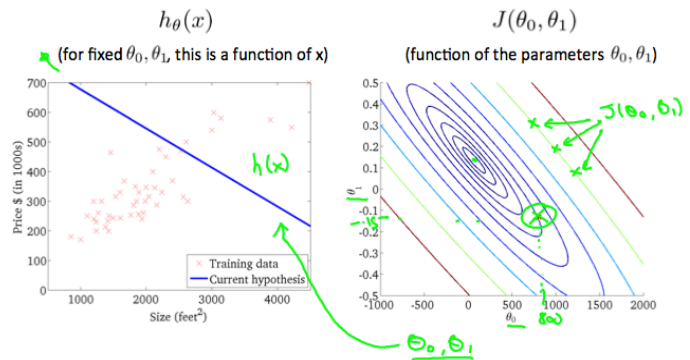 h_θ(x)
(for fixed θ₀, θ₁, this is a function of x)
700
600
500
400
300
200
100
0
Price $ (in 1000s)
h(x)
× Training data
Current hypothesis
1000
2000
3000
4000
Size (feet²)
θ₀, θ₁
J(θ₀, θ₁)
(function of the parameters θ₀, θ₁)
0.5
0.4
0.3
0.2
0.1
0
-0.1
-0.2
-0.3
-0.4
-0.5
θ₁
-.15
J(θ₀, θ₁)
-1000
-500
0
500
1000
1500
2000
θ₀
800